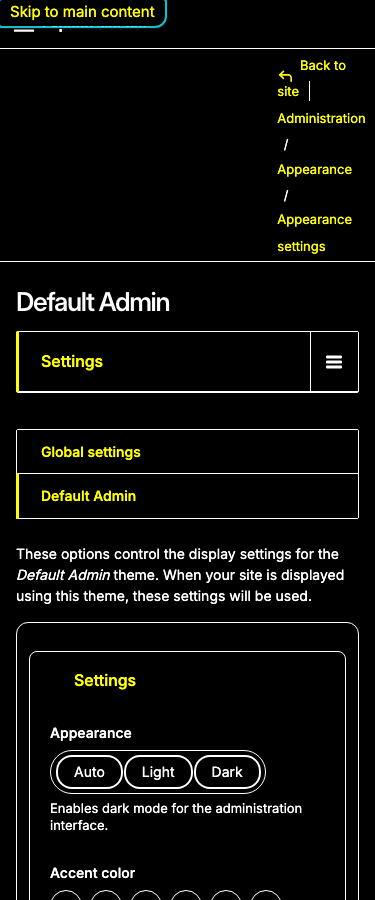 Skip to main content
Back to
site
Administration
/
Appearance
/
Appearance
settings
Default Admin
Settings
Global settings
Default Admin
These options control the display settings for the
Default Admin theme. When your site is displayed
using this theme, these settings will be used.
Settings
Appearance
Auto
Light
Dark
Enables dark mode for the administration
interface.
Accent color